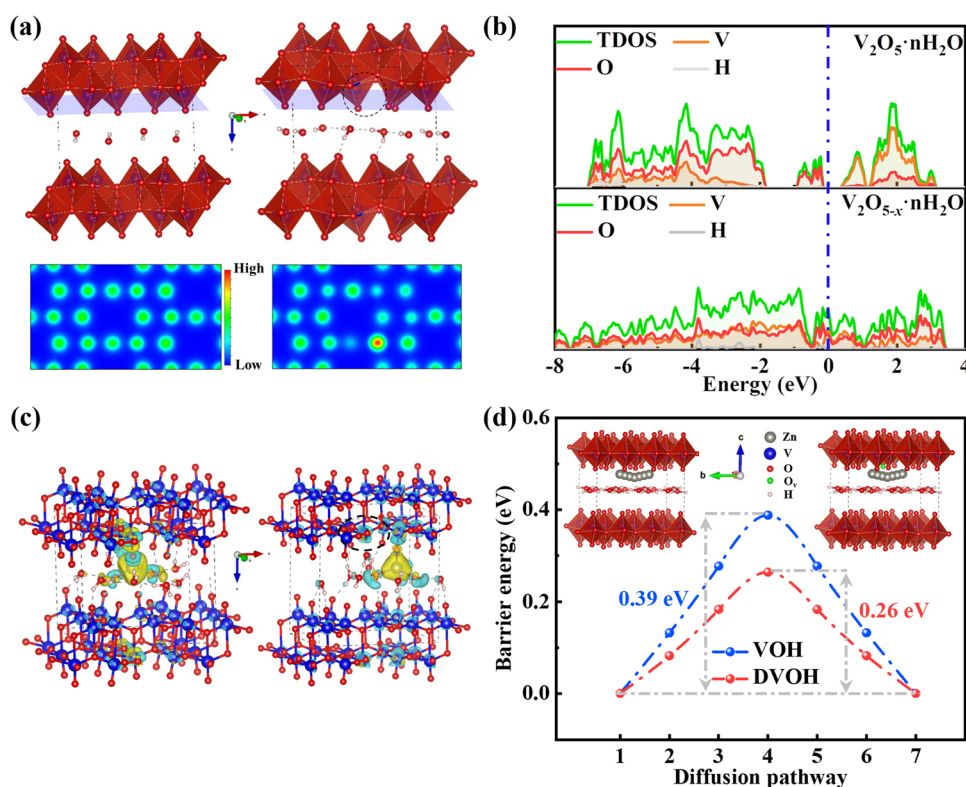 (a)
High
Low
(b)
TDOS V
O H
V₂O₅·nH₂O
TDOS V
O H
V₂O₅₋ₓ·nH₂O
-8 -6 -4 -2 0 2 4
Energy (eV)
(c)
(d)
0.6
0.4
0.2
0.0
Barrier energy (eV)
Zn
V
O
Oᵥ
H
c
b
0.39 eV
0.26 eV
VOH
DVOH
1 2 3 4 5 6 7
Diffusion pathway